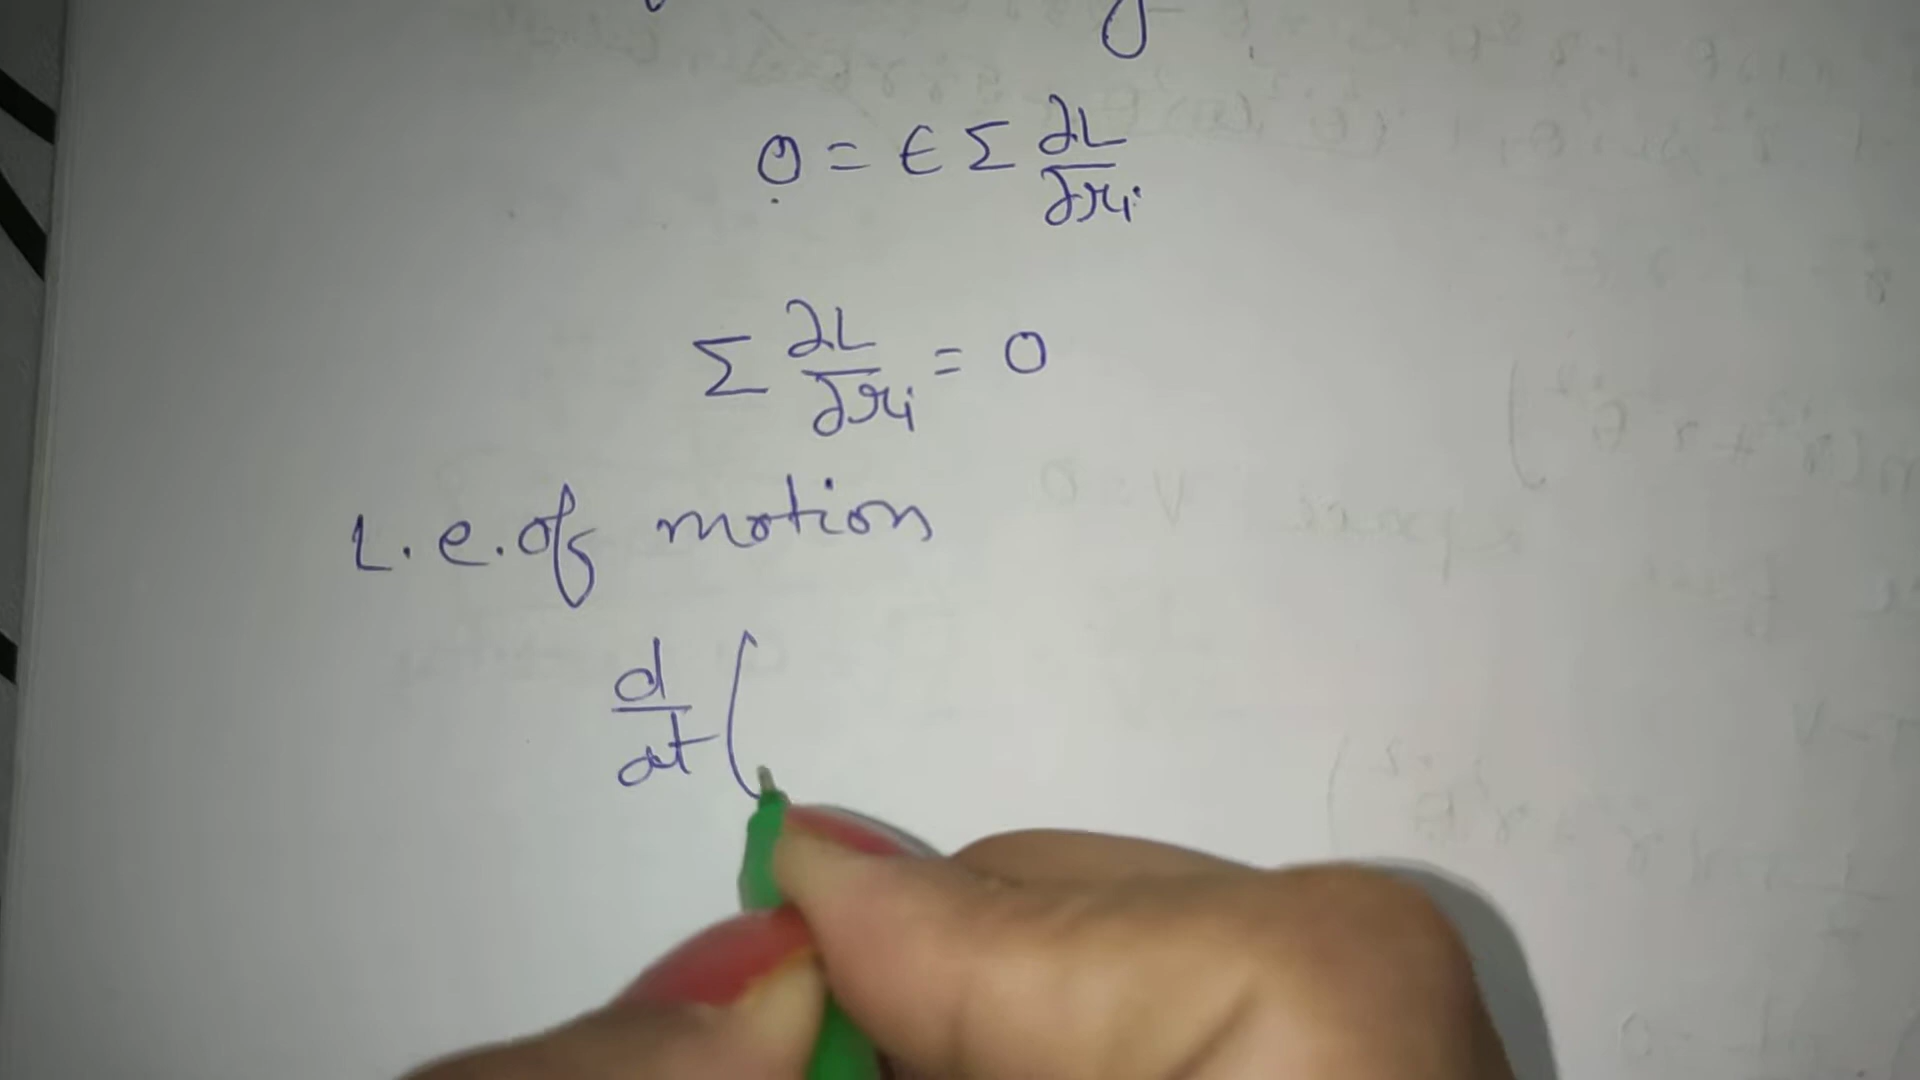 0 = ϵ Σ ∂L/∂ri
Σ ∂L/∂ri = 0
L.e. of motion
d/dt (